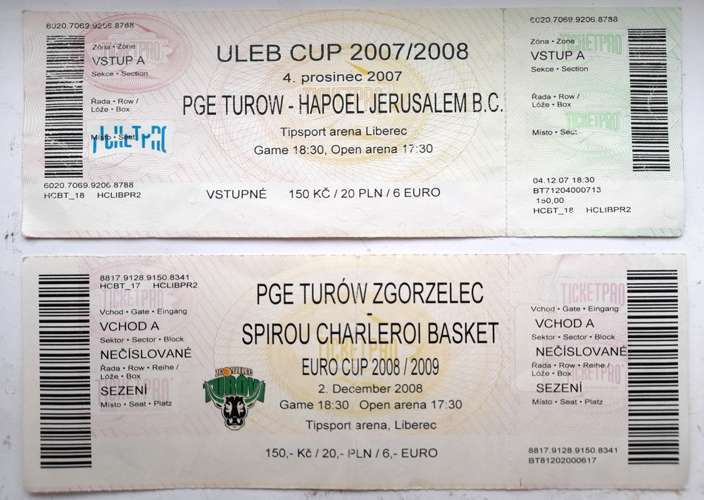 6020.7069.9206.8788
TICKETPRO
Zóna • Zone
VSTUP A
Sekce • Section
Řada • Row /
Lóže • Box
Místo • Seat
TICKETPRO
6020.7069.9206.8788
HCBT_18 HCLIBPR2
ULEB CUP 2007/2008
4. prosinec 2007
PGE TUROW - HAPOEL JERUSALEM B.C.
Tipsport arena Liberec
Game 18:30, Open arena 17:30
VSTUPNÉ 150 KČ / 20 PLN / 6 EURO
6020.7069.9206.8788
TICKETPRO
Zóna • Zone
VSTUP A
Sekce • Section
Řada • Row /
Lóže • Box
Místo • Seat
04.12.07 18:30
BT71204000713
150,00
HCBT_18 HCLIBPR2
8817.9128.9150.8341
HCBT_17 HCLIBPR2
TICKETPRO
Vchod • Gate • Eingang
VCHOD A
Sektor • Sector • Block
NEČÍSLOVANÉ
Řada • Row • Reihe /
Lóže • Box
SEZENÍ
Místo • Seat • Platz
PGE TURÓW ZGORZELEC
-
SPIROU CHARLEROI BASKET
EURO CUP 2008 / 2009
2. December 2008
Game 18:30 Open arena 17:30
Tipsport arena, Liberec
150,- Kč / 20,- PLN / 6,- EURO
TURÓW
TICKETPRO
Vchod • Gate • Eingang
VCHOD A
Sektor • Sector • Block
NEČÍSLOVANÉ
Řada • Row • Reihe /
Lóže • Box
SEZENÍ
Místo • Seat • Platz
8817.9128.9150.8341
BT81202000617